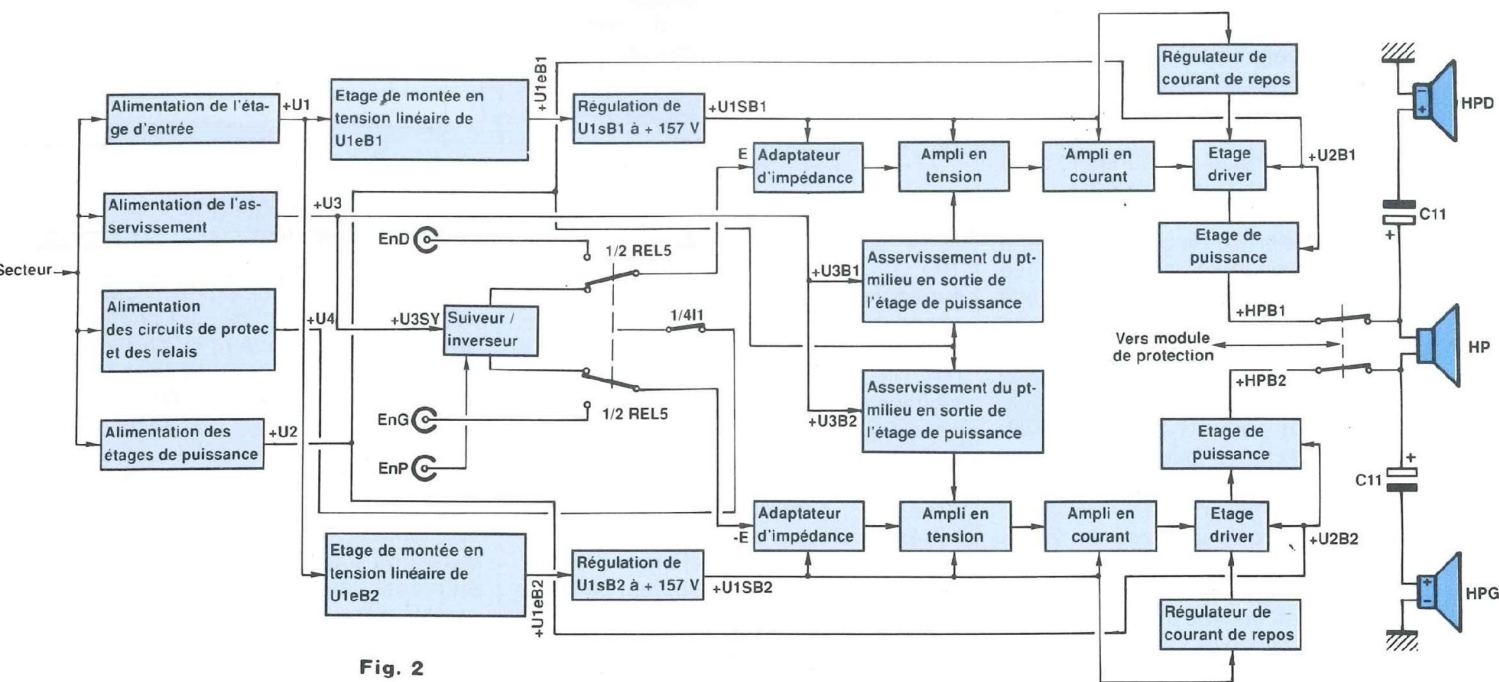 Alimentation de l'éta-
ge d'entrée
+U1
Etage de montée en
tension linéaire de
U1eB1
+U1eB1
Régulation de
U1sB1 à + 157 V
+U1SB1
Régulateur de
courant de repos
E
Adaptateur
d'impédance
Ampli en
tension
Ampli en
courant
Etage
driver
+U2B1
HPD
Alimentation de l'as-
servissement
+U3
EnD
1/2 REL5
+U3B1
Asservissement du pt-
milieu en sortie de
l'étage de puissance
Etage de
puissance
C11
+
Secteur
Alimentation
des circuits de protec
et des relais
+U4
+U3SY
Suiveur /
inverseur
1/4I1
+HPB1
Vers module
de protection
HP
+HPB2
Alimentation des
étages de puissance
+U2
EnG
1/2 REL5
EnP
+U3B2
Asservissement du pt-
milieu en sortie de
l'étage de puissance
Etage de
puissance
+
C11
Etage de montée en
tension linéaire de
U1eB2
+U1eB2
Régulation de
U1sB2 à + 157 V
+U1SB2
-E
Adaptateur
d'impédance
Ampli en
tension
Ampli en
courant
Etage
driver
+U2B2
HPG
Régulateur de
courant de repos
Fig. 2